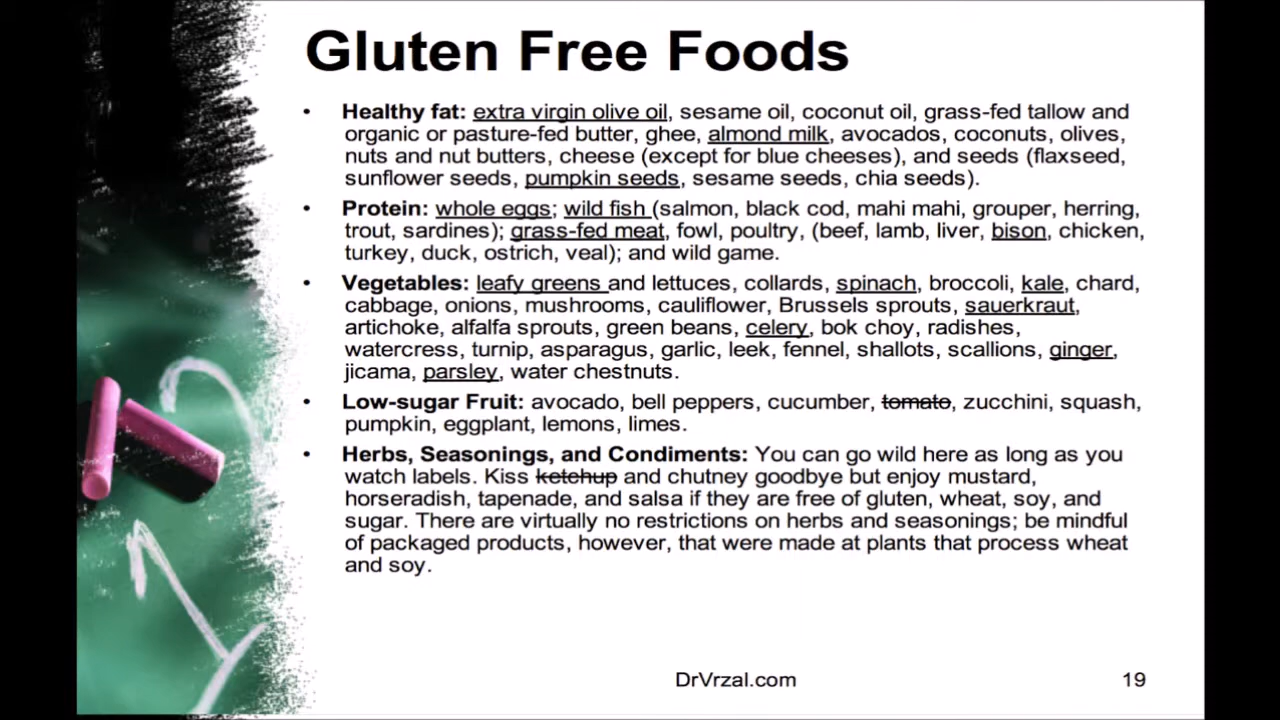 Gluten Free Foods
• Healthy fat: extra virgin olive oil, sesame oil, coconut oil, grass-fed tallow and
organic or pasture-fed butter, ghee, almond milk, avocados, coconuts, olives,
nuts and nut butters, cheese (except for blue cheeses), and seeds (flaxseed,
sunflower seeds, pumpkin seeds, sesame seeds, chia seeds).
• Protein: whole eggs; wild fish (salmon, black cod, mahi mahi, grouper, herring,
trout, sardines); grass-fed meat, fowl, poultry, (beef, lamb, liver, bison, chicken,
turkey, duck, ostrich, veal); and wild game.
• Vegetables: leafy greens and lettuces, collards, spinach, broccoli, kale, chard,
cabbage, onions, mushrooms, cauliflower, Brussels sprouts, sauerkraut,
artichoke, alfalfa sprouts, green beans, celery, bok choy, radishes,
watercress, turnip, asparagus, garlic, leek, fennel, shallots, scallions, ginger,
jicama, parsley, water chestnuts.
• Low-sugar Fruit: avocado, bell peppers, cucumber, tomato, zucchini, squash,
pumpkin, eggplant, lemons, limes.
• Herbs, Seasonings, and Condiments: You can go wild here as long as you
watch labels. Kiss ketchup and chutney goodbye but enjoy mustard,
horseradish, tapenade, and salsa if they are free of gluten, wheat, soy, and
sugar. There are virtually no restrictions on herbs and seasonings; be mindful
of packaged products, however, that were made at plants that process wheat
and soy.
DrVrzal.com
19